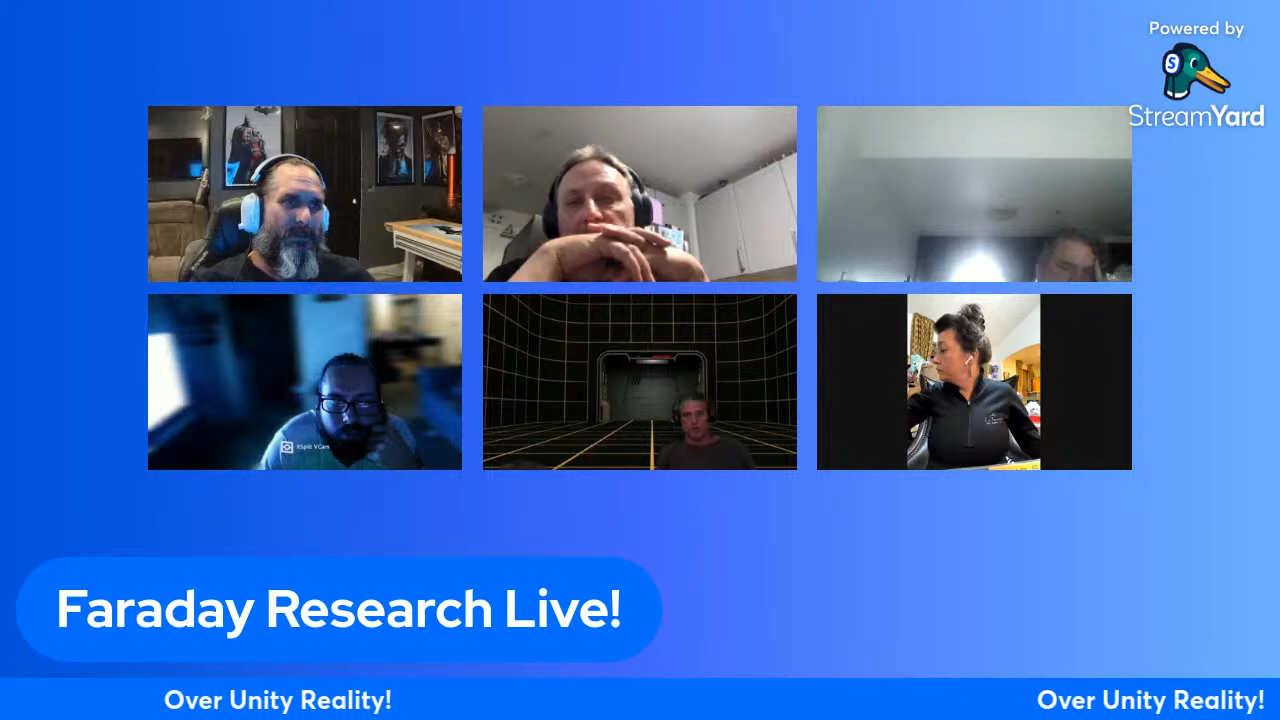 Powered by
S
StreamYard
XSplit VCam
Faraday Research Live!
Over Unity Reality!
Over Unity Reality!